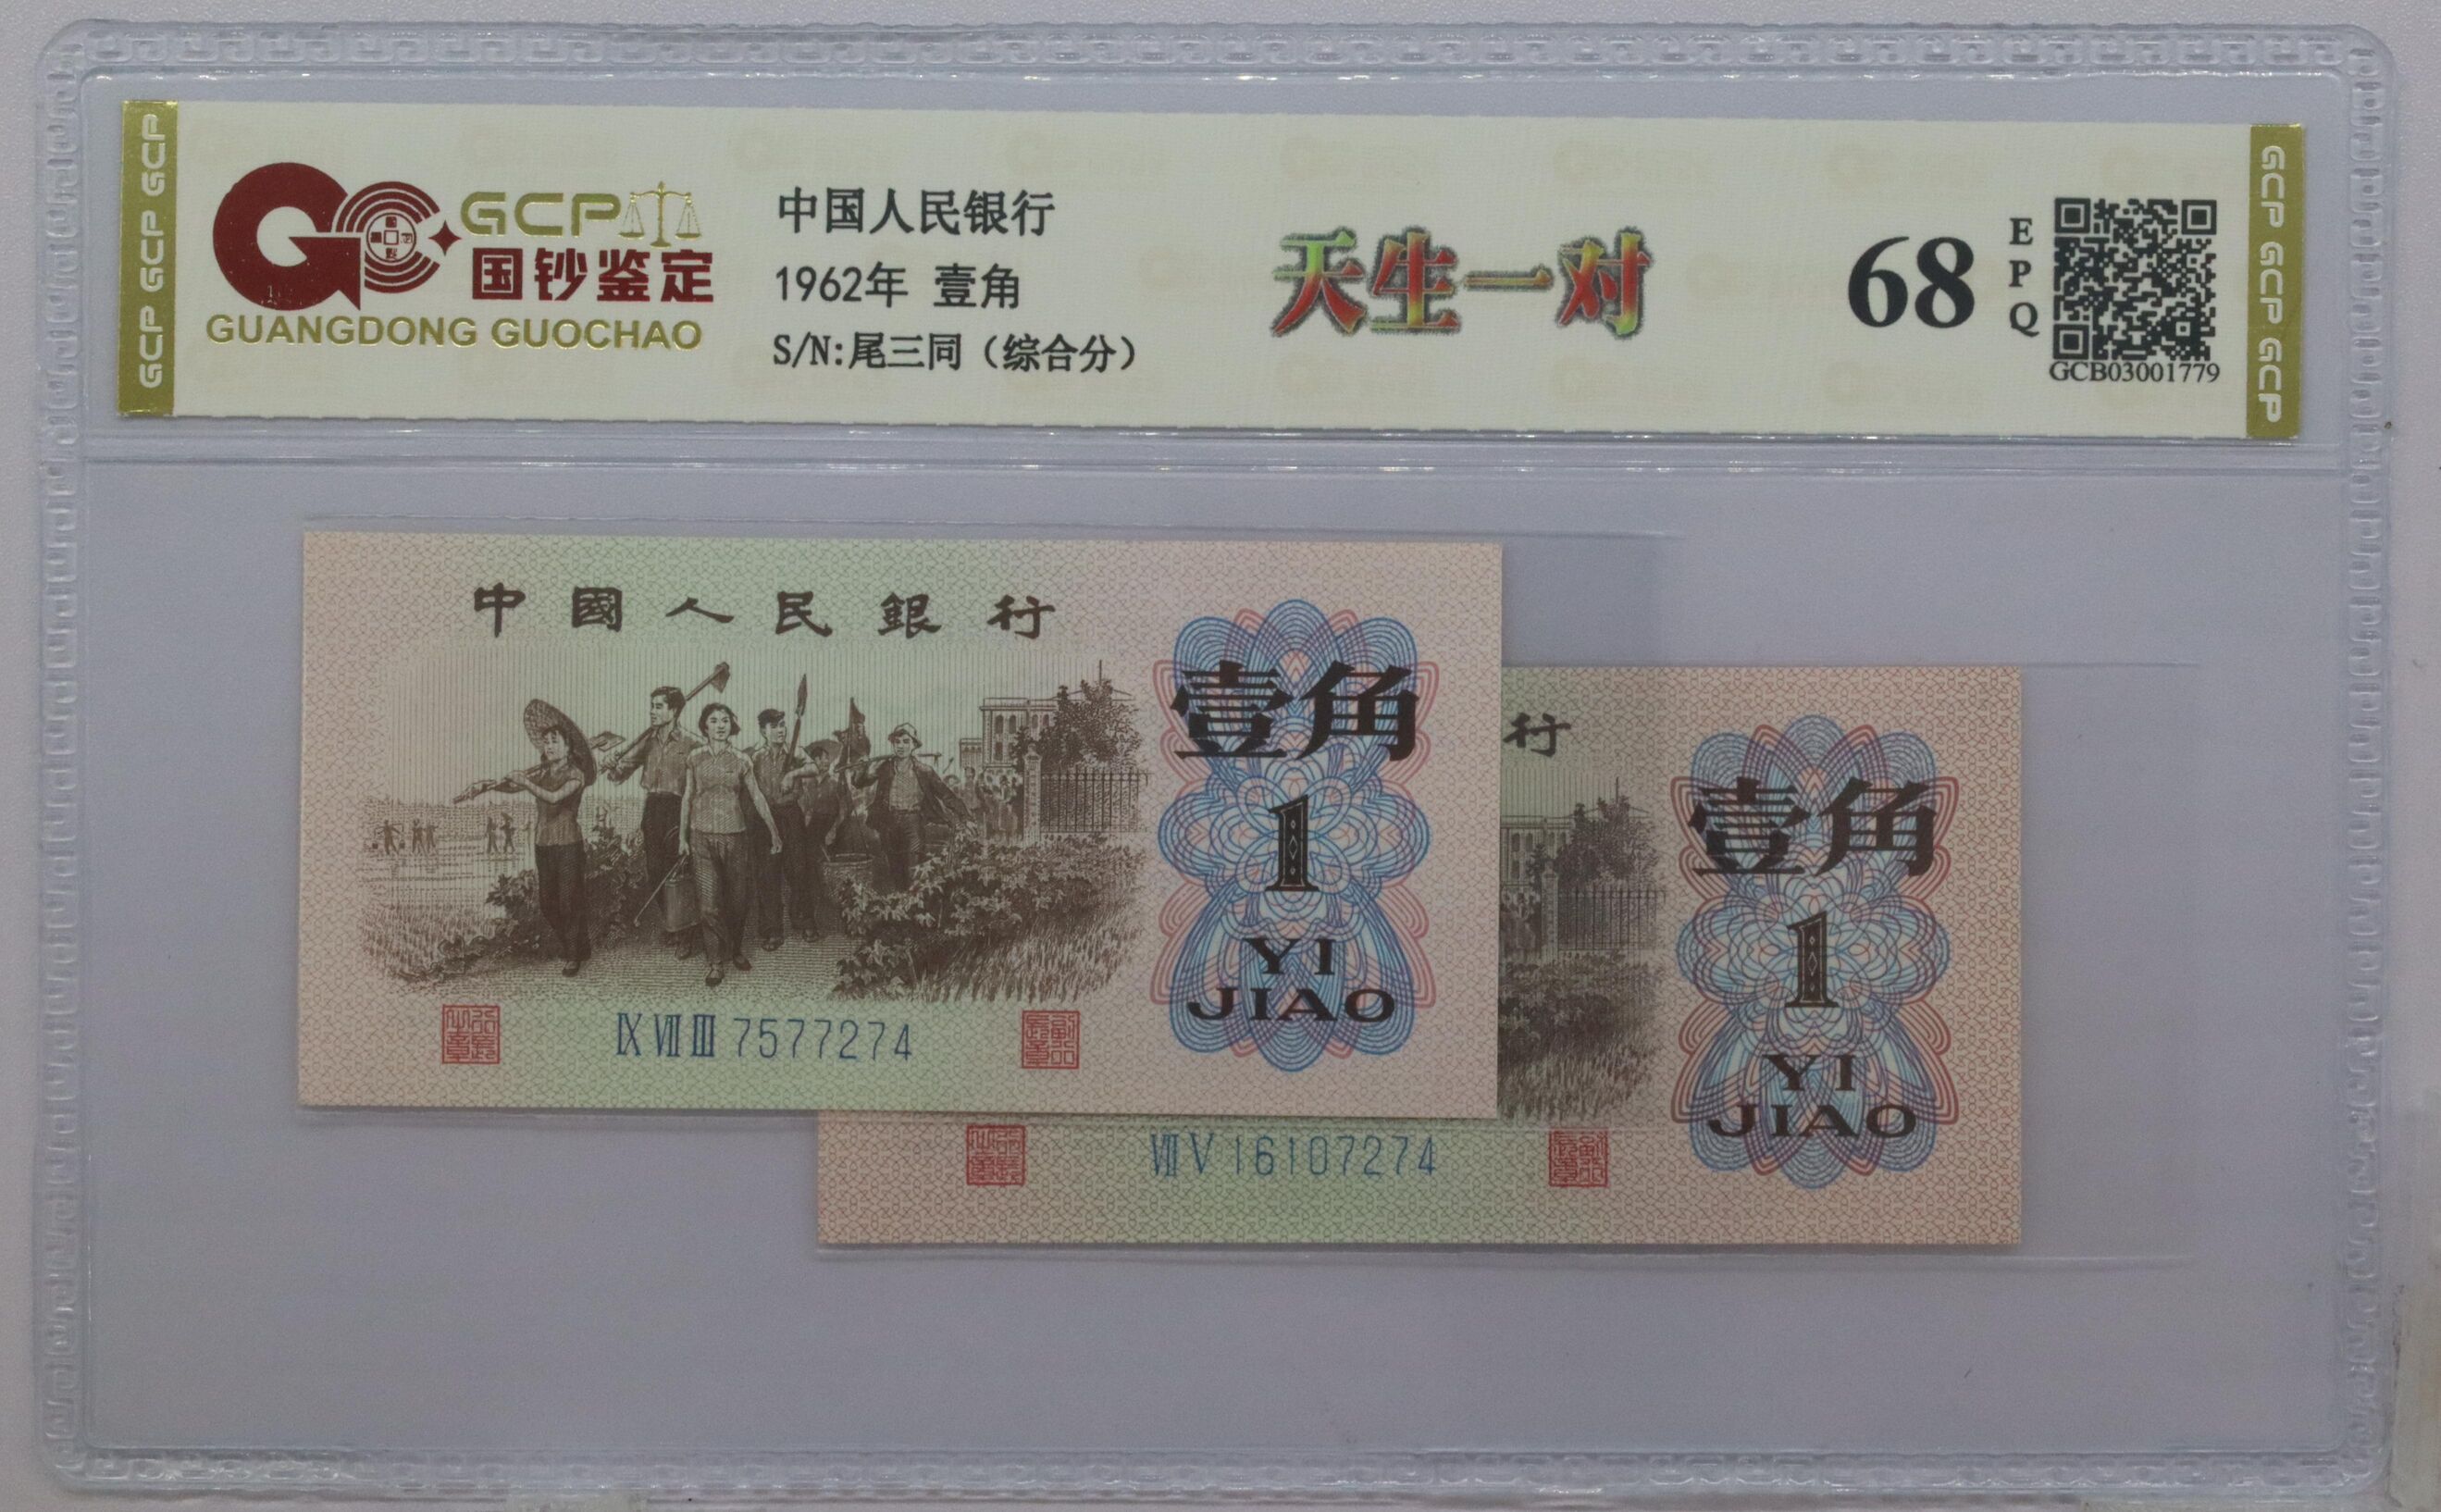 GCP GCP GCP
GCP
国钞鉴定
GUANGDONG GUOCHAO
中国人民银行
1962年 壹角
S/N:尾三同（综合分）
天生一对
68
EPQ
GCB03001779
GCP GCP GCP
中國人民銀行
壹角
1
YI
JIAO
IX VII III 7577274
行
壹角
1
YI
JIAO
VII V 16107274